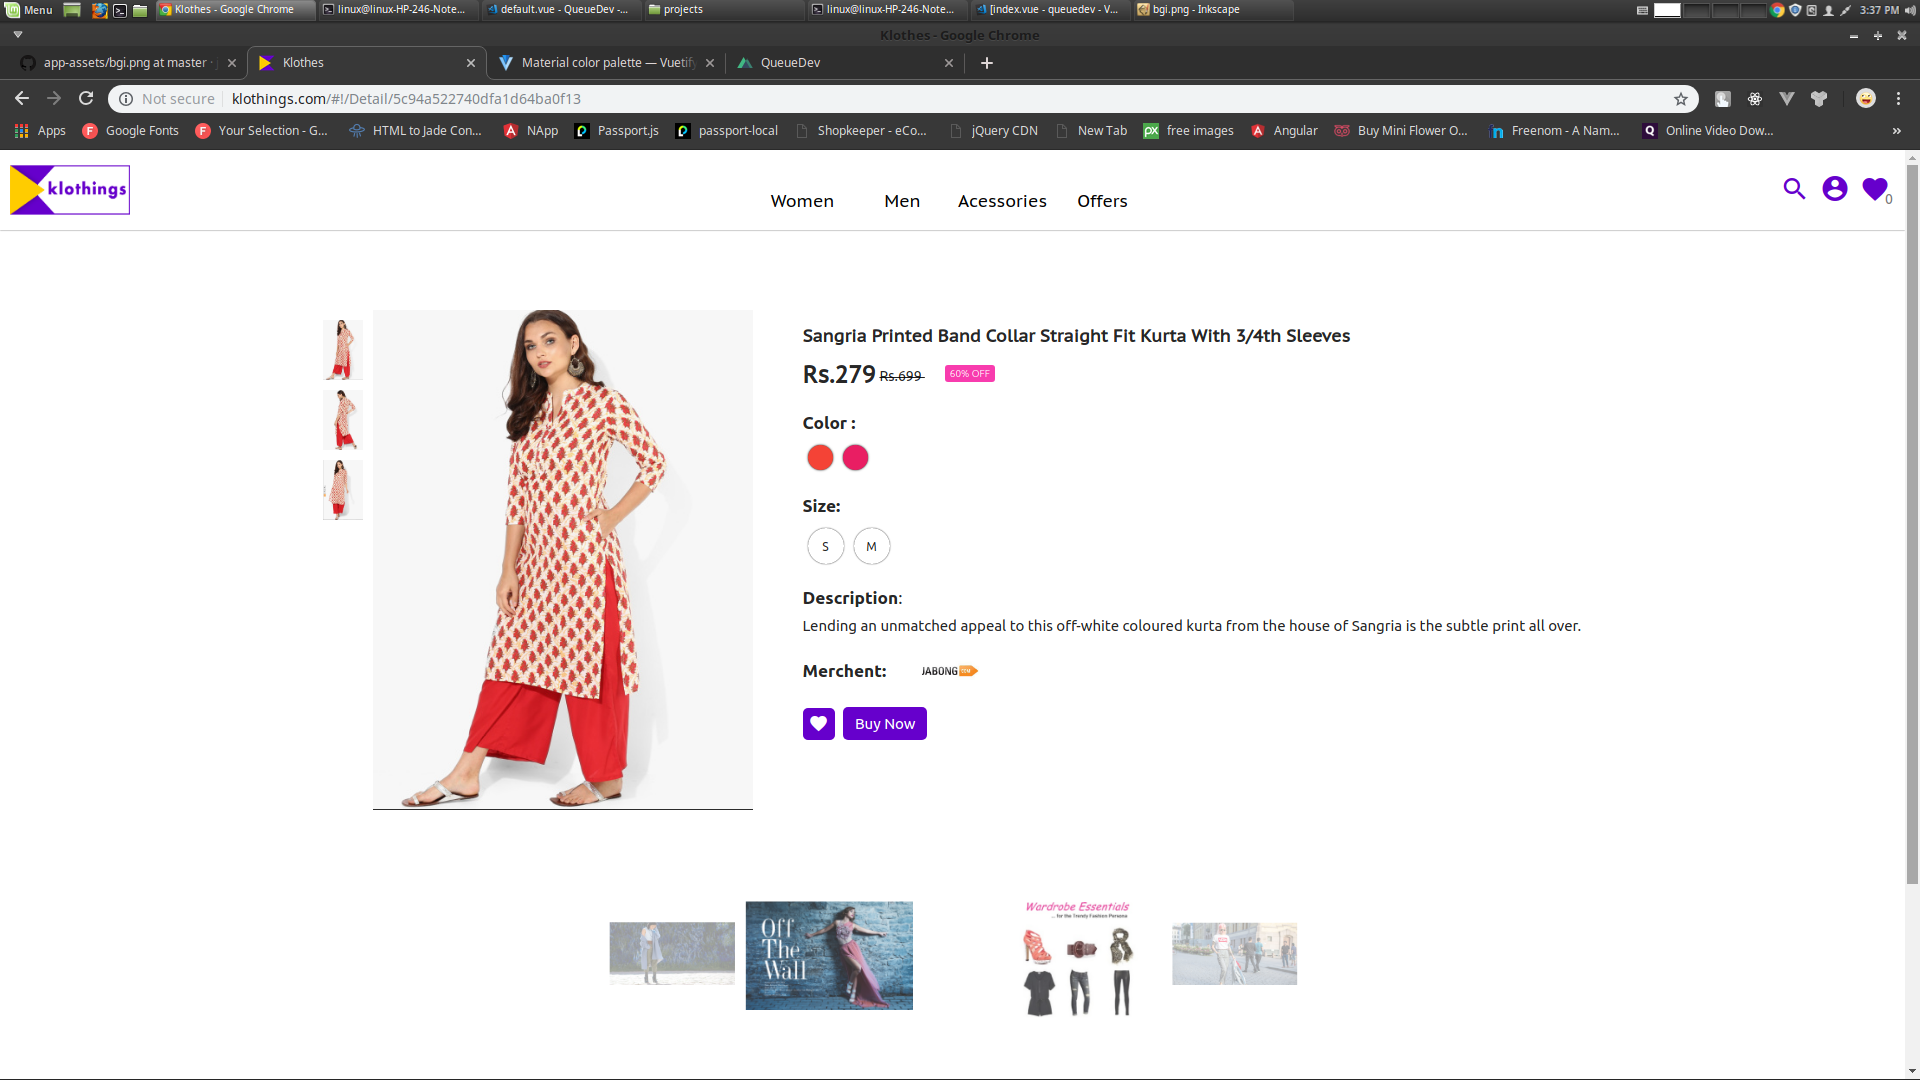 Menu
Klothes - Google Chrome
linux@linux-HP-246-Note...
default.vue - QueueDev -...
projects
linux@linux-HP-246-Note...
[index.vue - queuedev - V...
bgi.png - Inkscape
3:37 PM
Klothes - Google Chrome
app-assets/bgi.png at master ·
Klothes
Material color palette — Vuetify
QueueDev
Not secure
klothings.com/#!/Detail/5c94a522740dfa1d64ba0f13
Apps
Google Fonts
Your Selection - G...
HTML to Jade Con...
NApp
Passport.js
passport-local
Shopkeeper - eCo...
jQuery CDN
New Tab
free images
Angular
Buy Mini Flower O...
Freenom - A Nam...
Online Video Dow...
»
klothings
Women
Men
Acessories
Offers
0
Sangria Printed Band Collar Straight Fit Kurta With 3/4th Sleeves
Rs.279 Rs.699 60% OFF
Color :
Size:
S
M
Description:
Lending an unmatched appeal to this off-white coloured kurta from the house of Sangria is the subtle print all over.
Merchent:
JABONG
Buy Now
Off
The
Wall
Wardrobe Essentials
... for the Trendy Fashion Persona